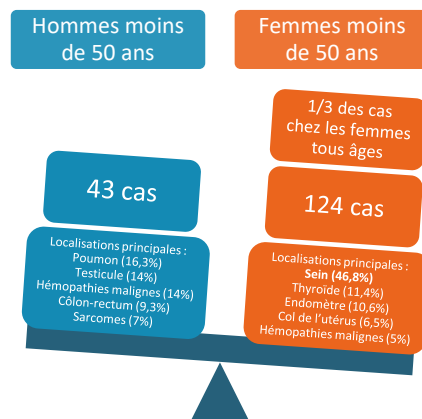 Hommes moins
de 50 ans
Femmes moins
de 50 ans
1/3 des cas
chez les femmes
tous âges
43 cas
124 cas
Localisations principales :
Poumon (16,3%)
Testicule (14%)
Hémopathies malignes (14%)
Côlon-rectum (9,3%)
Sarcomes (7%)
Localisations principales :
Sein (46,8%)
Thyroïde (11,4%)
Endomètre (10,6%)
Col de l'utérus (6,5%)
Hémopathies malignes (5%)